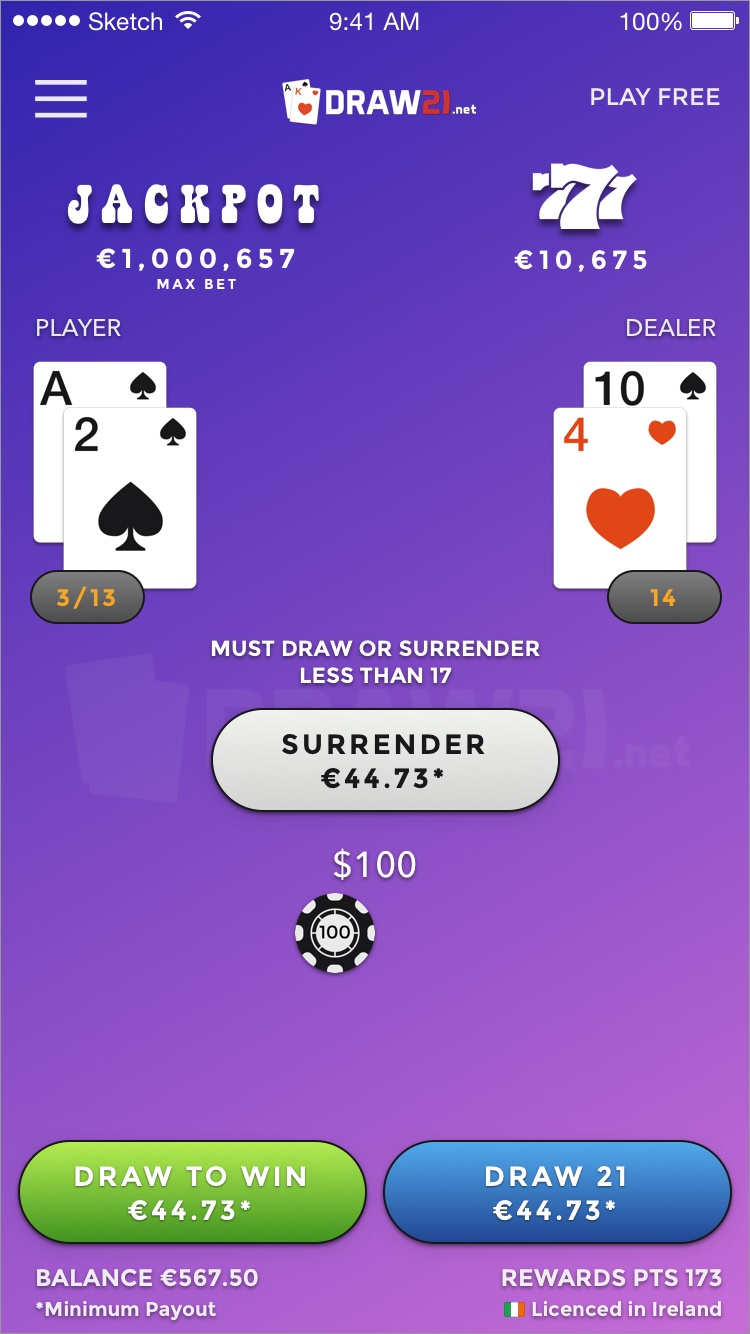 Sketch 9:41 AM 100%
A K DRAW21.net PLAY FREE
JACKPOT 777
€1,000,657 €10,675
MAX BET
PLAYER DEALER
A 10
2 4
3/13 14
MUST DRAW OR SURRENDER
LESS THAN 17
DRAW21.net
SURRENDER
€44.73*
$100
100
DRAW TO WIN DRAW 21
€44.73* €44.73*
BALANCE €567.50 REWARDS PTS 173
*Minimum Payout Licenced in Ireland